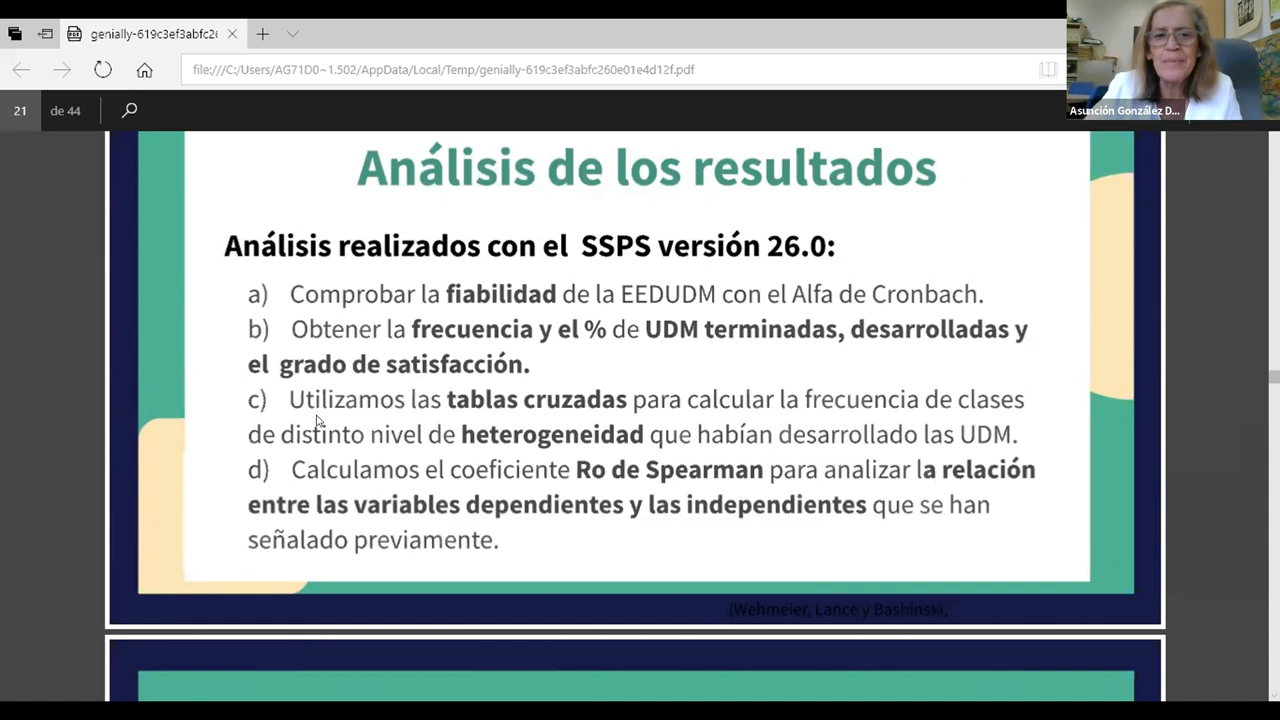 genially-619c3ef3abfc2
file:///C:/Users/AG71D0~1.502/AppData/Local/Temp/genially-619c3ef3abfc260e01e4d12f.pdf
21 de 44
Asunción González D...
Análisis de los resultados
Análisis realizados con el SSPS versión 26.0:
a) Comprobar la fiabilidad de la EEDUDM con el Alfa de Cronbach.
b) Obtener la frecuencia y el % de UDM terminadas, desarrolladas y
el grado de satisfacción.
c) Utilizamos las tablas cruzadas para calcular la frecuencia de clases
de distinto nivel de heterogeneidad que habían desarrollado las UDM.
d) Calculamos el coeficiente Ro de Spearman para analizar la relación
entre las variables dependientes y las independientes que se han
señalado previamente.
(Wehmeier, Lance y Bashinski,